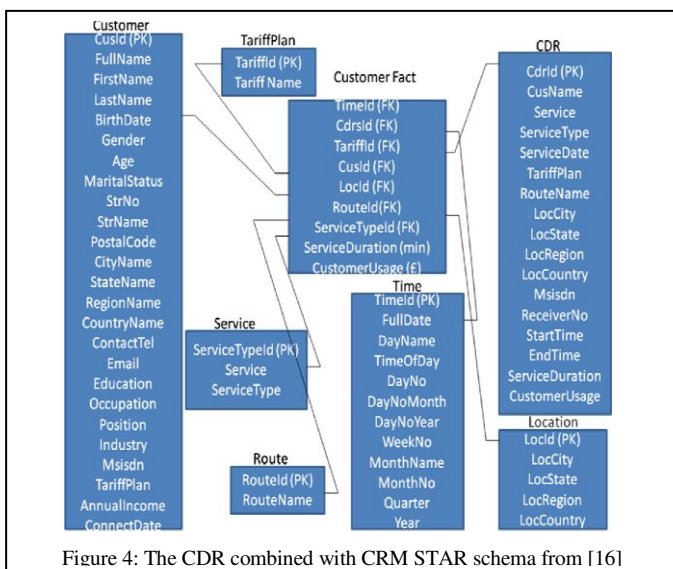 Customer
CusId (PK)
FullName
FirstName
LastName
BirthDate
Gender
Age
MaritalStatus
StrNo
StrName
PostalCode
CityName
StateName
RegionName
CountryName
ContactTel
Email
Education
Occupation
Position
Industry
Msisdn
TariffPlan
AnnualIncome
ConnectDate
TariffPlan
TariffId (PK)
Tariff Name
Customer Fact
TimeId (FK)
CdrsId (FK)
TariffId (FK)
CusId (FK)
LocId (FK)
RouteId(FK)
ServiceTypeId (FK)
ServiceDuration (min)
CustomerUsage (£)
CDR
CdrId (PK)
CusName
Service
ServiceType
ServiceDate
TariffPlan
RouteName
LocCity
LocState
LocRegion
LocCountry
Msisdn
ReceiverNo
StartTime
EndTime
ServiceDuration
CustomerUsage
Service
ServiceTypeId (PK)
Service
ServiceType
Route
RouteId (PK)
RouteName
Time
TimeId (PK)
FullDate
DayName
TimeOfDay
DayNo
DayNoMonth
DayNoYear
WeekNo
MonthName
MonthNo
Quarter
Year
Location
LocId (PK)
LocCity
LocState
LocRegion
LocCountry
Figure 4: The CDR combined with CRM STAR schema from [16]